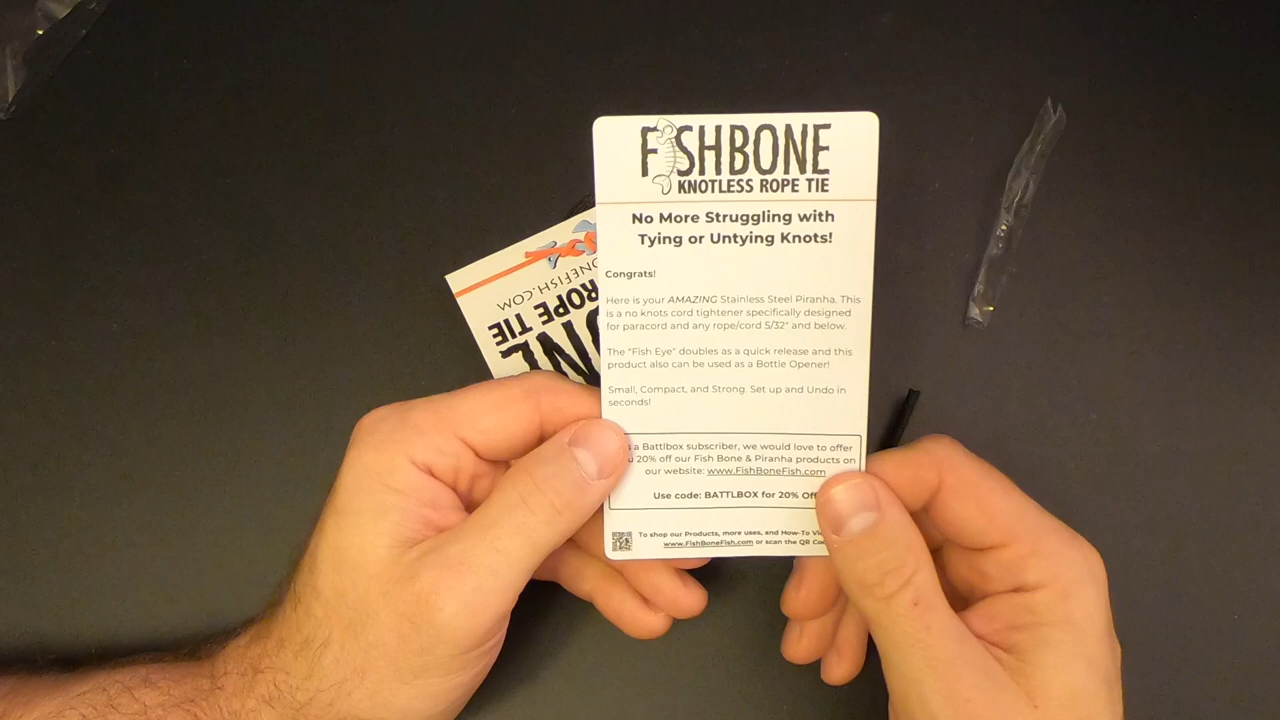 FISHBONE
KNOTLESS ROPE TIE
No More Struggling with
Tying or Untying Knots!
Congrats!
Here is your AMAZING Stainless Steel Piranha. This
is a no knots cord tightener specifically designed
for paracord and any rope/cord 5/32" and below.
The "Fish Eye" doubles as a quick release and this
product also can be used as a Bottle Opener!
Small, Compact, and Strong. Set up and Undo in
seconds!
a Battlbox subscriber, we would love to offer
20% off our Fish Bone & Piranha products on
our website: www.FishBoneFish.com
Use code: BATTLBOX for 20% Off
To shop our Products, more uses, and How-To
www.FishBoneFish.com or scan the QR
ONEFISH.COM
ROPE TIE
ONE